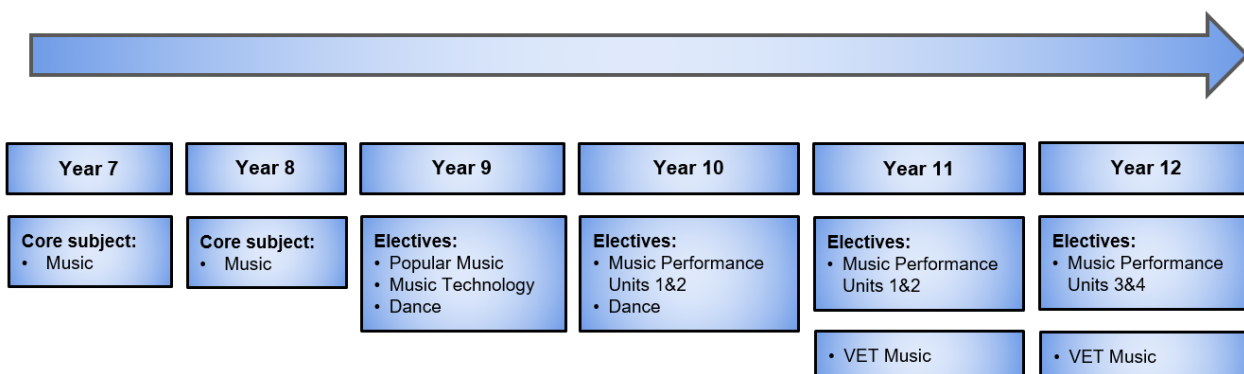 Year 7
Year 8
Year 9
Year 10
Year 11
Year 12
Core subject:
• Music
Core subject:
• Music
Electives:
• Popular Music
• Music Technology
• Dance
Electives:
• Music Performance
Units 1&2
• Dance
Electives:
• Music Performance
Units 1&2
Electives:
• Music Performance
Units 3&4
• VET Music
• VET Music